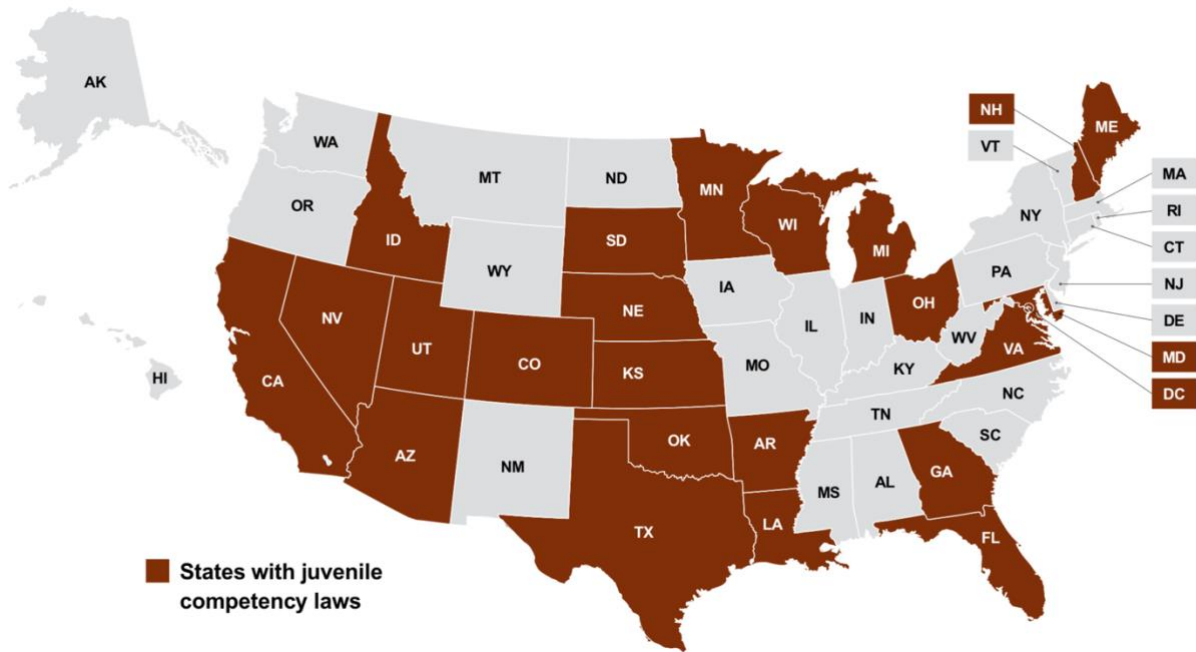 AK
WA
MT
ND
MN
NH
ME
VT
MA
OR
ID
SD
WI
MI
NY
RI
CT
WY
IA
PA
NJ
NV
UT
CO
NE
IL
IN
OH
WV
VA
DE
MD
DC
HI
CA
KS
MO
KY
AZ
NM
OK
AR
TN
NC
SC
TX
LA
MS
AL
GA
FL
States with juvenile
competency laws